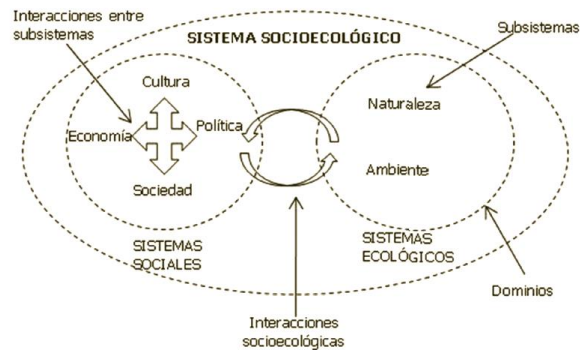 Interacciones entre
subsistemas
Subsistemas
SISTEMA SOCIOECOLÓGICO
Cultura
Naturaleza
Economía
Política
Ambiente
Sociedad
SISTEMAS
SOCIALES
SISTEMAS
ECOLÓGICOS
Dominios
Interacciones
socioecológicas